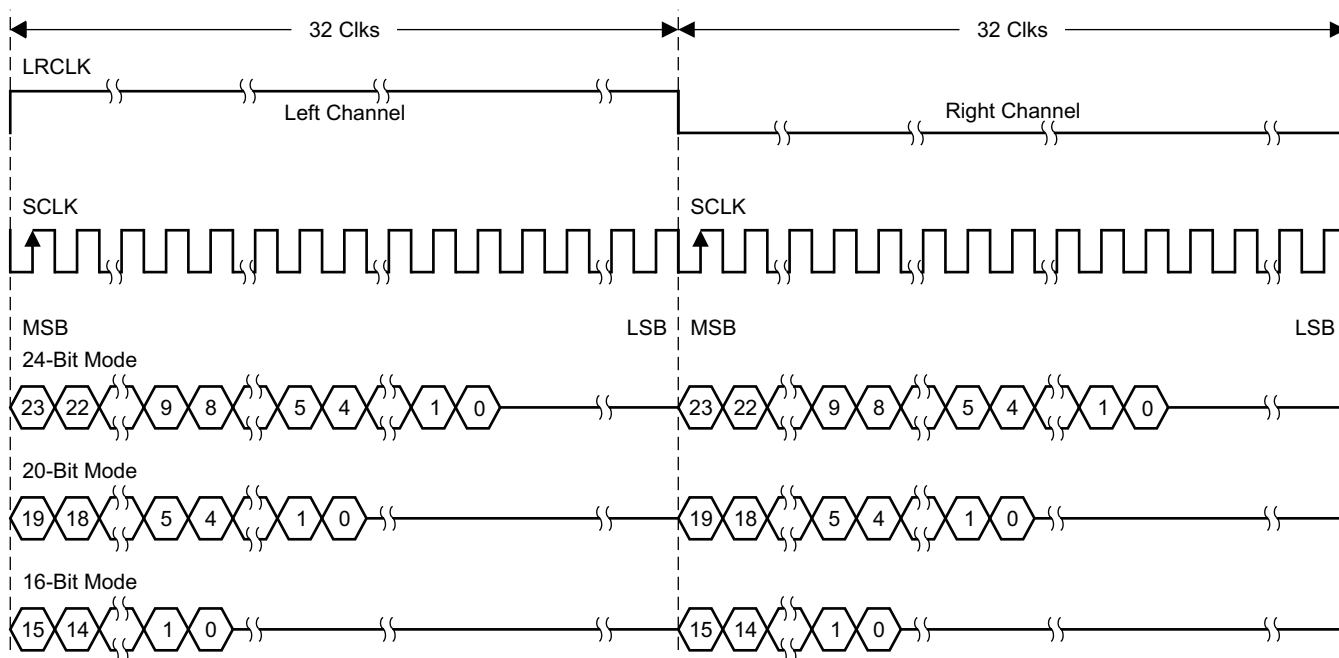 32 Clks 32 Clks
LRCLK
Left Channel Right Channel
SCLK SCLK
MSB LSB MSB LSB
24-Bit Mode
23 22 9 8 5 4 1 0 23 22 9 8 5 4 1 0
20-Bit Mode
19 18 5 4 1 0 19 18 5 4 1 0
16-Bit Mode
15 14 1 0 15 14 1 0